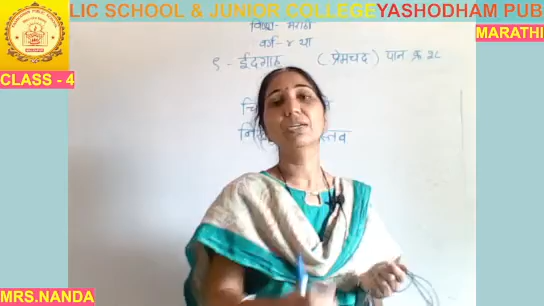 LIC SCHOOL & JUNIOR COLLEGE YASHODHAM PUB
MARATHI
CLASS - 4
विषय - मराठी
वर्ग - ४ था
९ - ईदगाह (प्रेमचंद) पान क्र २८
MRS.NANDA